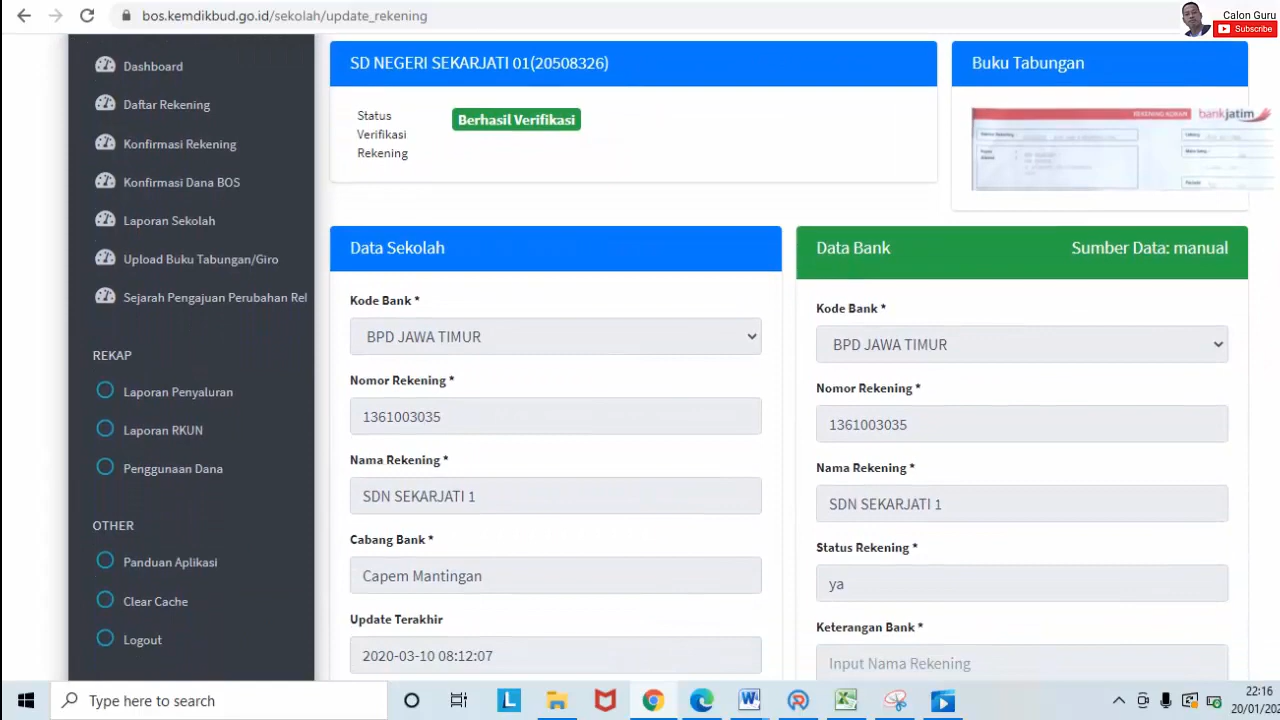 bos.kemdikbud.go.id/sekolah/update_rekening
Calon Guru
Subscribe
Dashboard
Daftar Rekening
Konfirmasi Rekening
Konfirmasi Dana BOS
Laporan Sekolah
Upload Buku Tabungan/Giro
Sejarah Pengajuan Perubahan Rel
REKAP
Laporan Penyaluran
Laporan RKUN
Penggunaan Dana
OTHER
Panduan Aplikasi
Clear Cache
Logout
SD NEGERI SEKARJATI 01(20508326)
Status
Verifikasi
Rekening
Berhasil Verifikasi
Buku Tabungan
REKENING KORAN
bankjatim
Data Sekolah
Kode Bank *
BPD JAWA TIMUR
Nomor Rekening *
1361003035
Nama Rekening *
SDN SEKARJATI 1
Cabang Bank *
Capem Mantingan
Update Terakhir
2020-03-10 08:12:07
Data Bank
Sumber Data: manual
Kode Bank *
BPD JAWA TIMUR
Nomor Rekening *
1361003035
Nama Rekening *
SDN SEKARJATI 1
Status Rekening *
ya
Keterangan Bank *
Input Nama Rekening
Type here to search
22:16
20/01/202